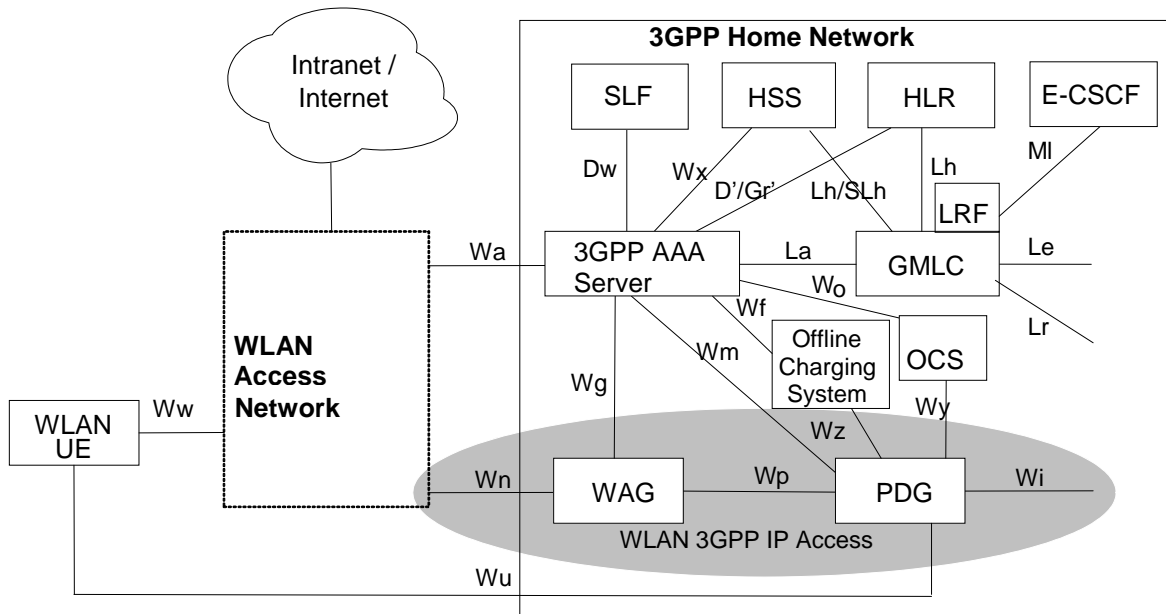 3GPP Home Network
Intranet /
Internet
SLF
HSS
HLR
E-CSCF
Dw
Wx
D'/Gr'
Lh/SLh
Lh
Ml
LRF
Wa
3GPP AAA
Server
La
GMLC
Le
Wo
Wf
Lr
WLAN
Access
Network
Wg
Wm
Offline
Charging
System
OCS
Ww
WLAN
UE
Wz
Wy
Wn
WAG
Wp
PDG
Wi
WLAN 3GPP IP Access
Wu